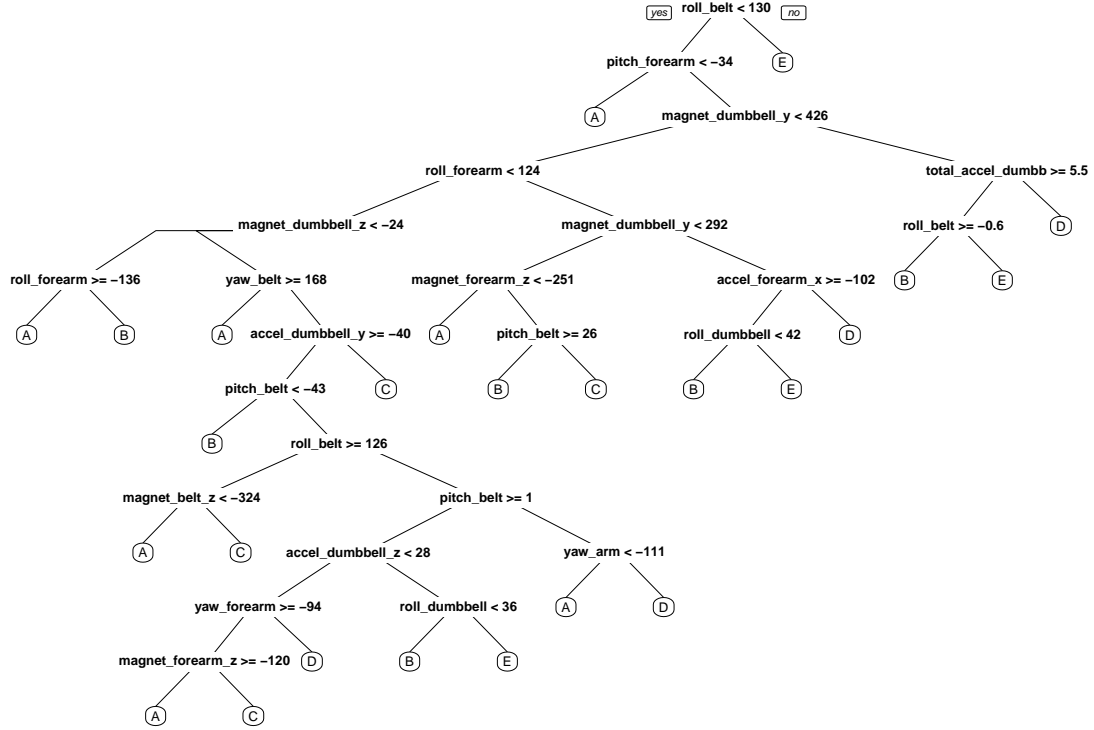 yes roll_belt < 130 no
pitch_forearm < −34 E
A magnet_dumbbell_y < 426
roll_forearm < 124 total_accel_dumbb >= 5.5
magnet_dumbbell_z < −24 magnet_dumbbell_y < 292 roll_belt >= −0.6 D
roll_forearm >= −136 yaw_belt >= 168 magnet_forearm_z < −251 accel_forearm_x >= −102 B E
A B A accel_dumbbell_y >= −40 A pitch_belt >= 26 roll_dumbbell < 42 D
pitch_belt < −43 C B C B E
B roll_belt >= 126
magnet_belt_z < −324 pitch_belt >= 1
A C accel_dumbbell_z < 28 yaw_arm < −111
yaw_forearm >= −94 roll_dumbbell < 36 A D
magnet_forearm_z >= −120 D B E
A C